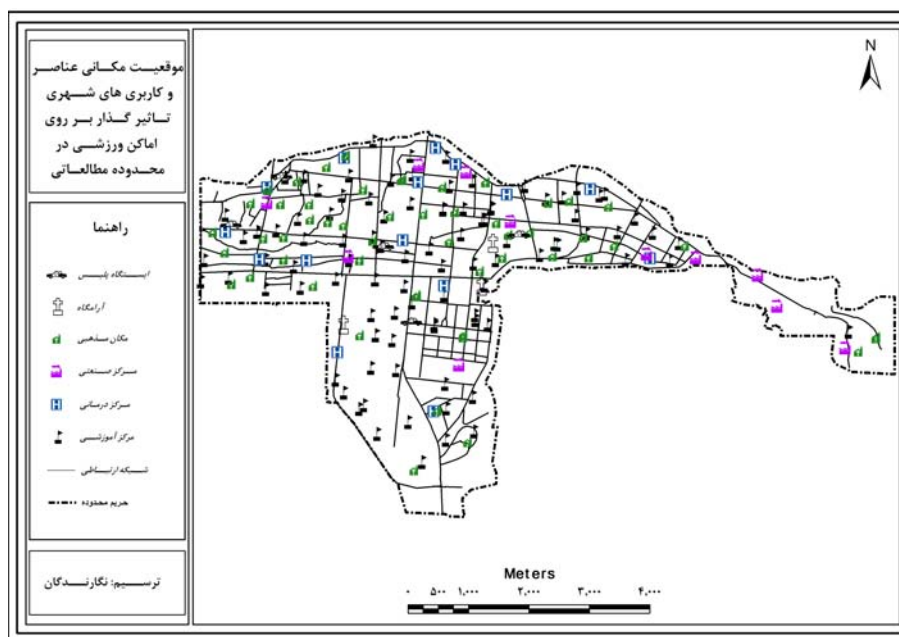 موقعیت مکانی عناصر
و کاربری های شهری
تاثیر گذار بر روی
اماکن ورزشی در
محدوده مطالعاتی
راهنما
ایستگاه پلیس
آرامگاه
مکان مذهبی
مرکز صنعتی
مرکز درمانی
مرکز آموزشی
شبکه ارتباطی
حریم محدوده
ترسیم: نگارندگان
N
Meters
۰ ۵۰۰ ۱,۰۰۰ ۲,۰۰۰ ۳,۰۰۰ ۴,۰۰۰